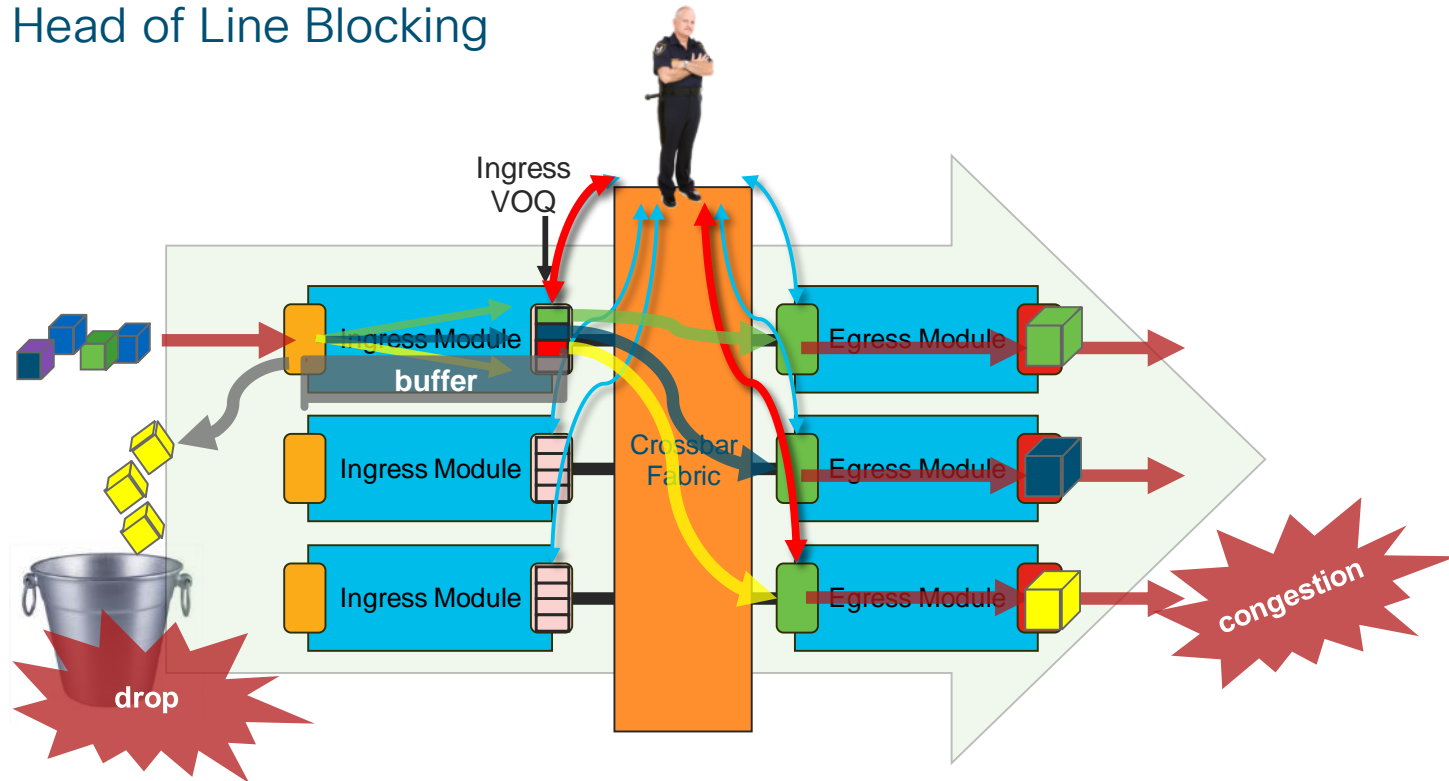 Head of Line Blocking
Ingress
VOQ
Ingress Module
Egress Module
buffer
Ingress Module
Crossbar
Fabric
Egress Module
Ingress Module
Egress Module
congestion
drop